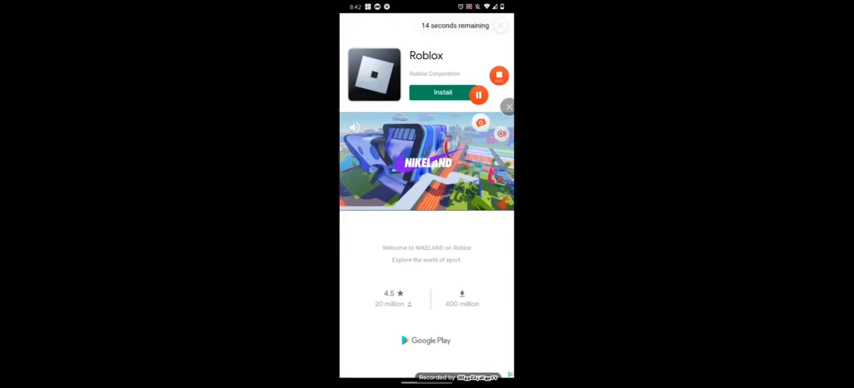 8:42
14 seconds remaining
Roblox
Roblox Corporation
Install
NIKELAND
Welcome to NIKELAND on Roblox
Explore the world of sport.
4.5 ★
20 million
400 million
Google Play
Recorded by mobizen